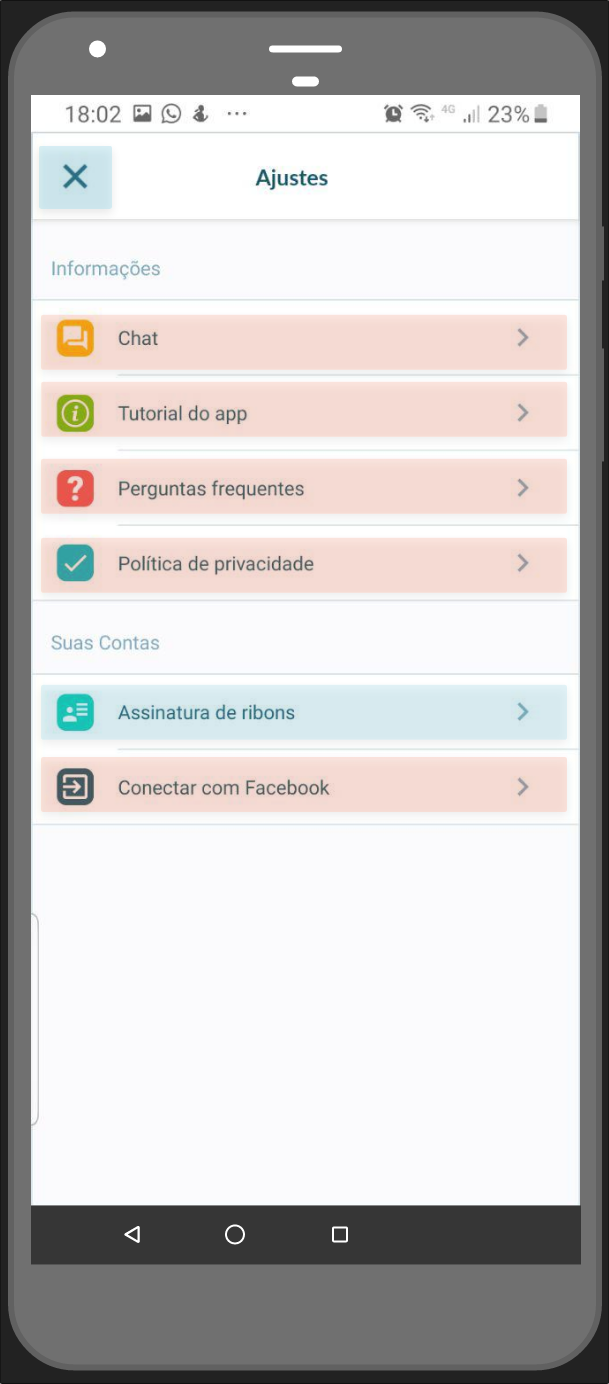 18:02
4G
23%
Ajustes
Informações
Chat
Tutorial do app
Perguntas frequentes
Política de privacidade
Suas Contas
Assinatura de ribons
Conectar com Facebook